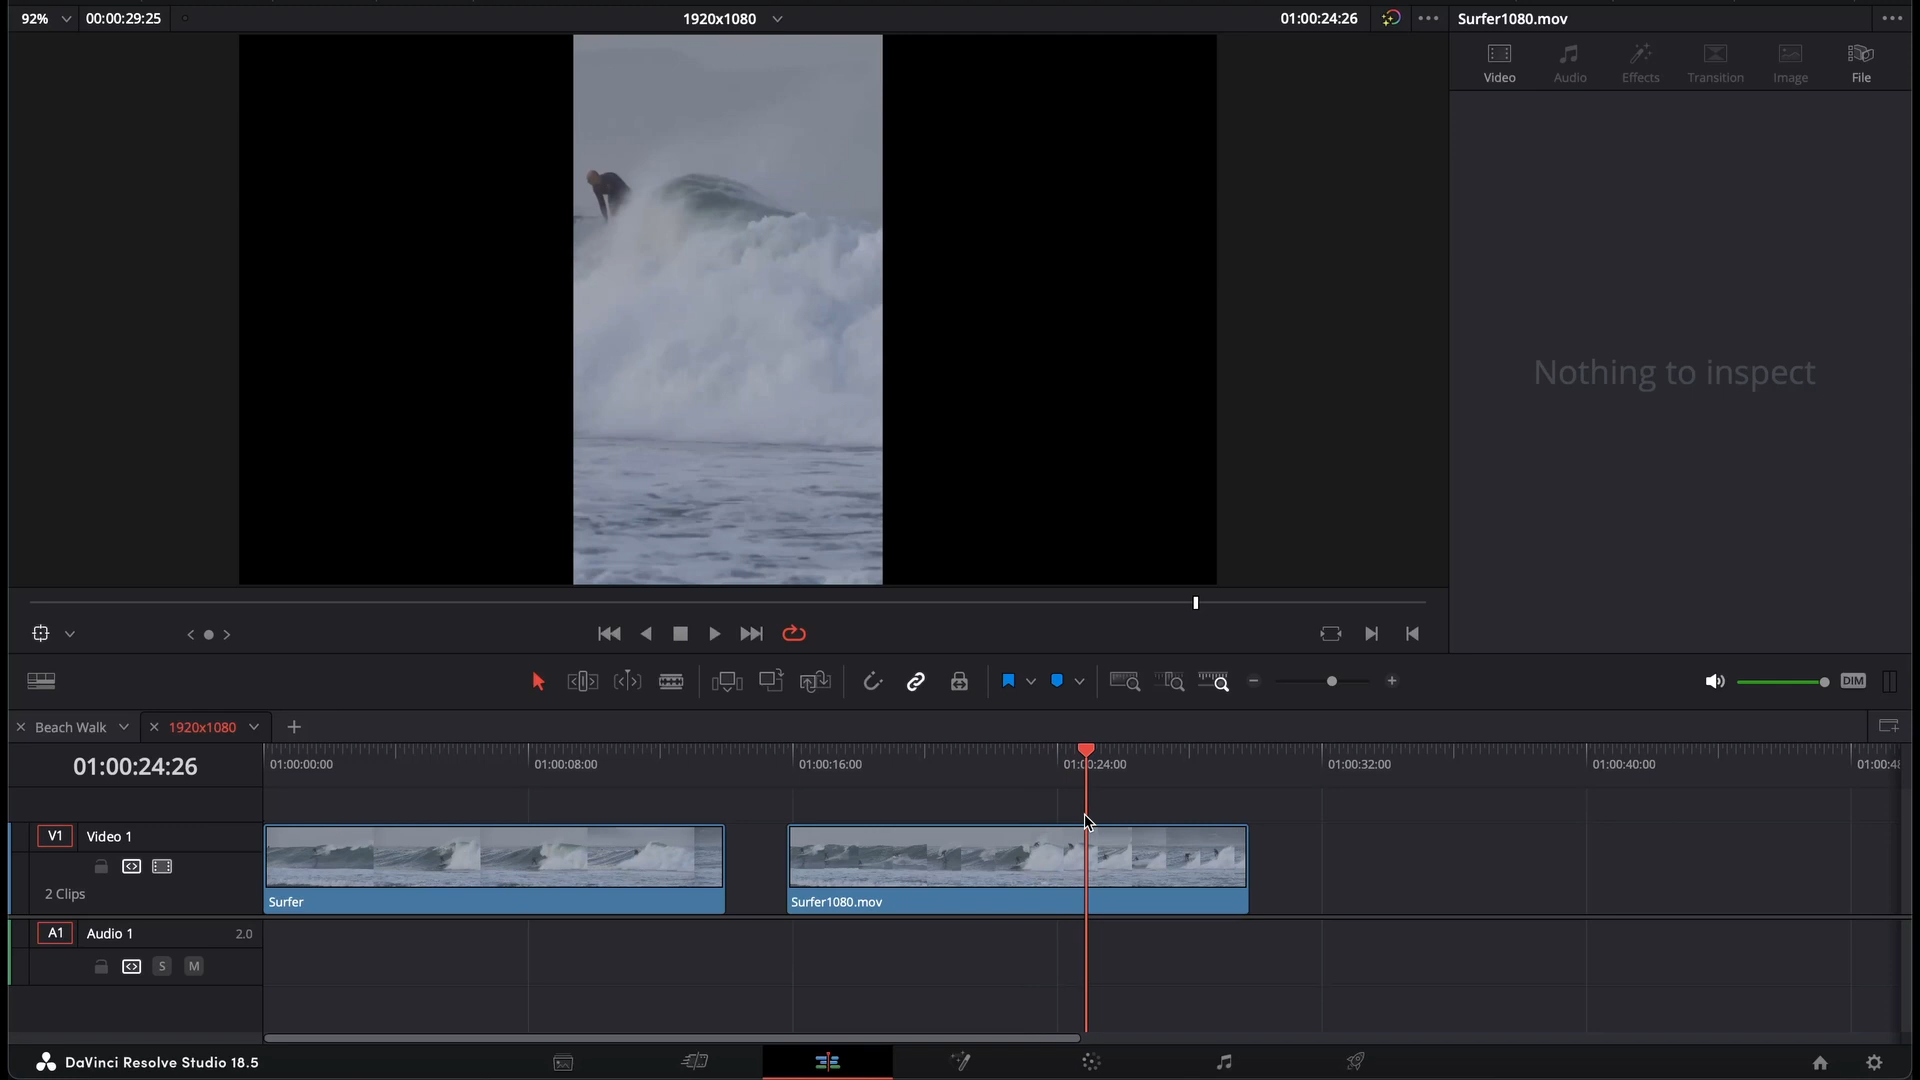 92% 00:00:29:25 1920x1080 01:00:24:26 Surfer1080.mov
Video Audio Effects Transition Image File
Nothing to inspect
DIM
Beach Walk 1920x1080
01:00:24:26 01:00:00:00 01:00:08:00 01:00:16:00 01:00:24:00 01:00:32:00 01:00:40:00 01:00:48
V1 Video 1
2 Clips
Surfer Surfer1080.mov
A1 Audio 1 2.0
S M
DaVinci Resolve Studio 18.5